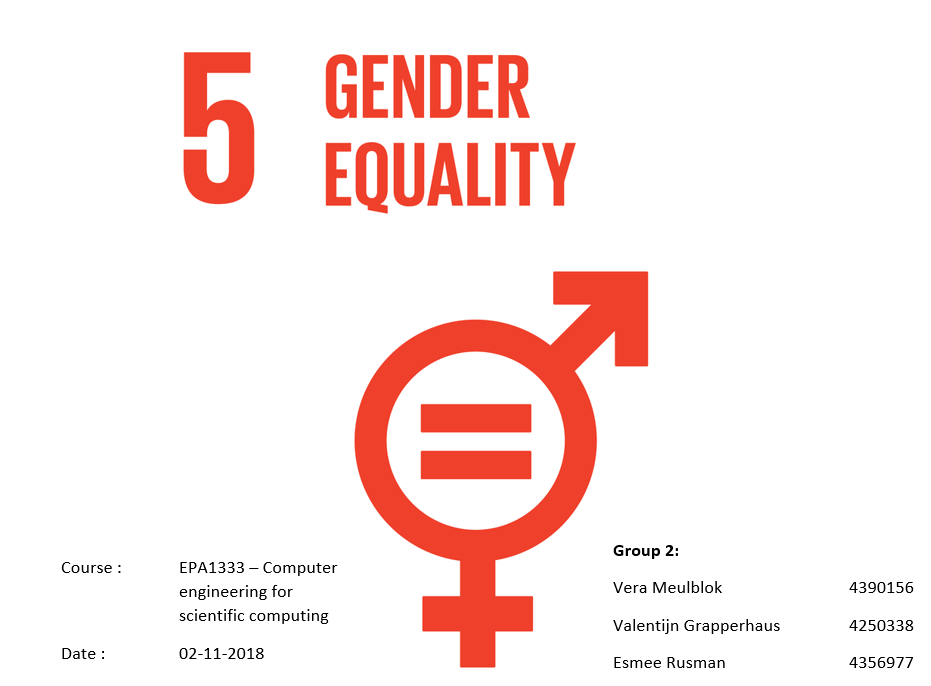 5 GENDER
EQUALITY
Course : EPA1333 – Computer
engineering for
scientific computing
Date : 02-11-2018
Group 2:
Vera Meulblok 4390156
Valentijn Grapperhaus 4250338
Esmee Rusman 4356977